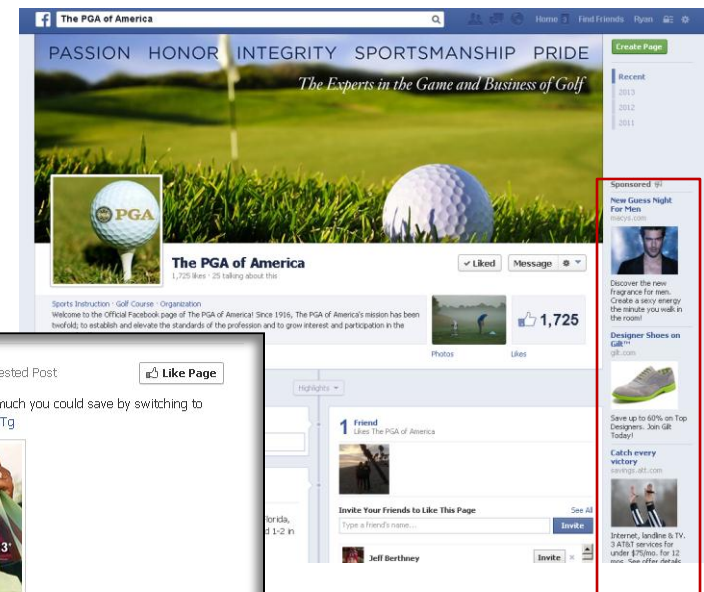 The PGA of America
Home
Find Friends
Ryan
PASSION HONOR INTEGRITY SPORTSMANSHIP PRIDE
The Experts in the Game and Business of Golf
Create Page
Recent
2013
2012
2011
PGA
The PGA of America
1,725 likes · 25 talking about this
Liked
Message
Sports Instruction · Golf Course · Organization
Welcome to the Official Facebook page of The PGA of America! Since 1916, The PGA of America's mission has been
twofold; to establish and elevate the standards of the profession and to grow interest and participation in the
1,725
Photos
Likes
Highlights
1 Friend
Likes The PGA of America
Invite Your Friends to Like This Page
See All
Type a friend's name...
Invite
Jeff Berthney
Invite
ested Post
Like Page
much you could save by switching to
Tg
3
lorida,
d 1-2 in
Sponsored
New Guess Night
For Men
macys.com
Discover the new
fragrance for men.
Create a sexy energy
the minute you walk in
the room!
Designer Shoes on
Gilt™
gilt.com
Save up to 60% on Top
Designers. Join Gilt
Today!
Catch every
victory
savings.att.com
Internet, landline & TV.
3 AT&T services for
under $75/mo. for 12
mos. See offer details